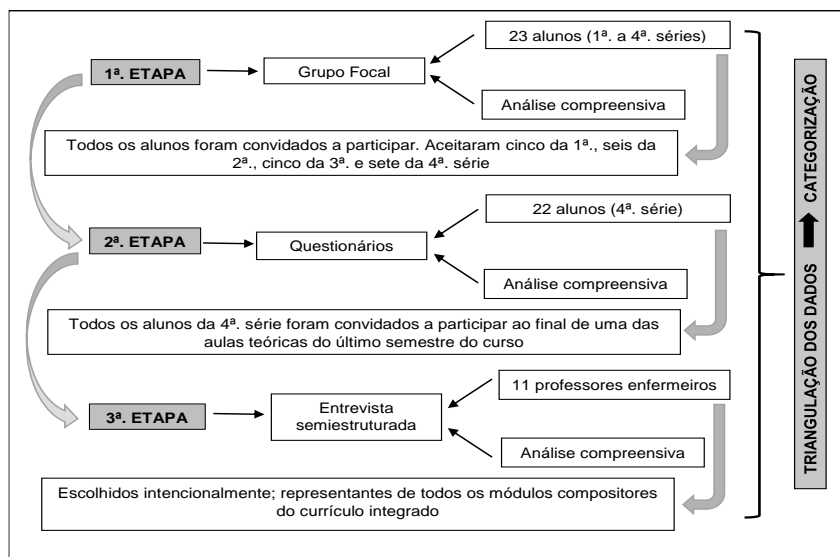 23 alunos (1ª. a 4ª. séries)
1ª. ETAPA
Grupo Focal
Análise compreensiva
Todos os alunos foram convidados a participar. Aceitaram cinco da 1ª., seis da
2ª., cinco da 3ª. e sete da 4ª. série
22 alunos (4ª. série)
2ª. ETAPA
Questionários
Análise compreensiva
Todos os alunos da 4ª. série foram convidados a participar ao final de uma das
aulas teóricas do último semestre do curso
11 professores enfermeiros
3ª. ETAPA
Entrevista
semiestruturada
Análise compreensiva
Escolhidos intencionalmente; representantes de todos os módulos compositores
do currículo integrado
TRIANGULAÇÃO DOS DADOS
CATEGORIZAÇÃO